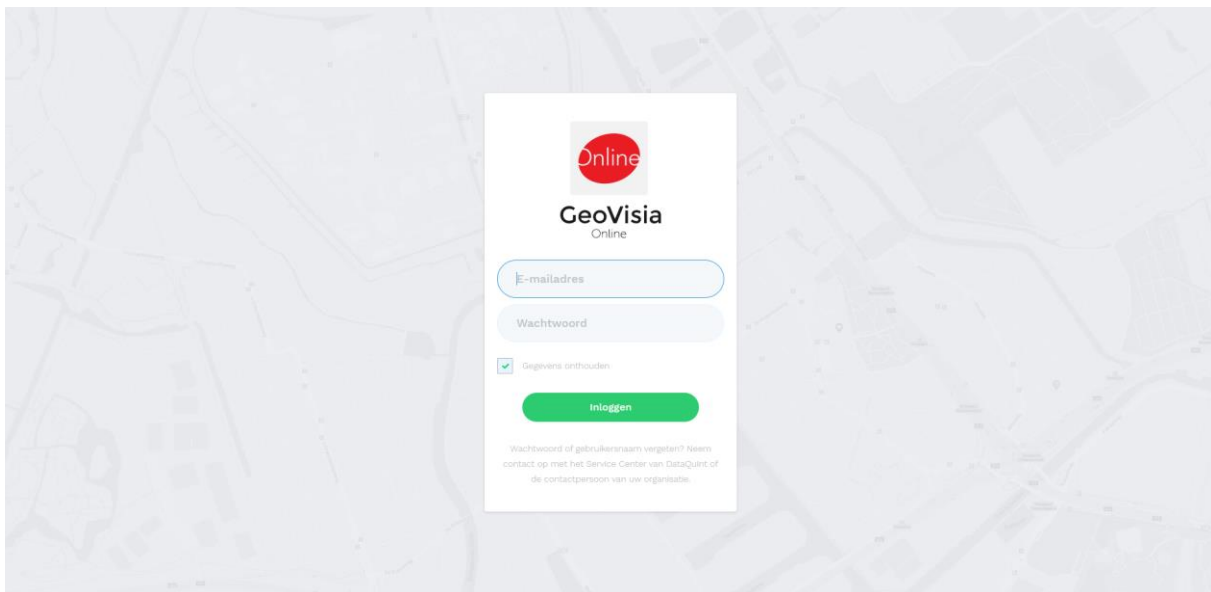 Online
GeoVisia
Online
E-mailadres
Wachtwoord
Gegevens onthouden
Inloggen
Wachtwoord of gebruikersnaam vergeten? Neem
contact op met het Service Center van DataQuint of
de contactpersoon van uw organisatie.